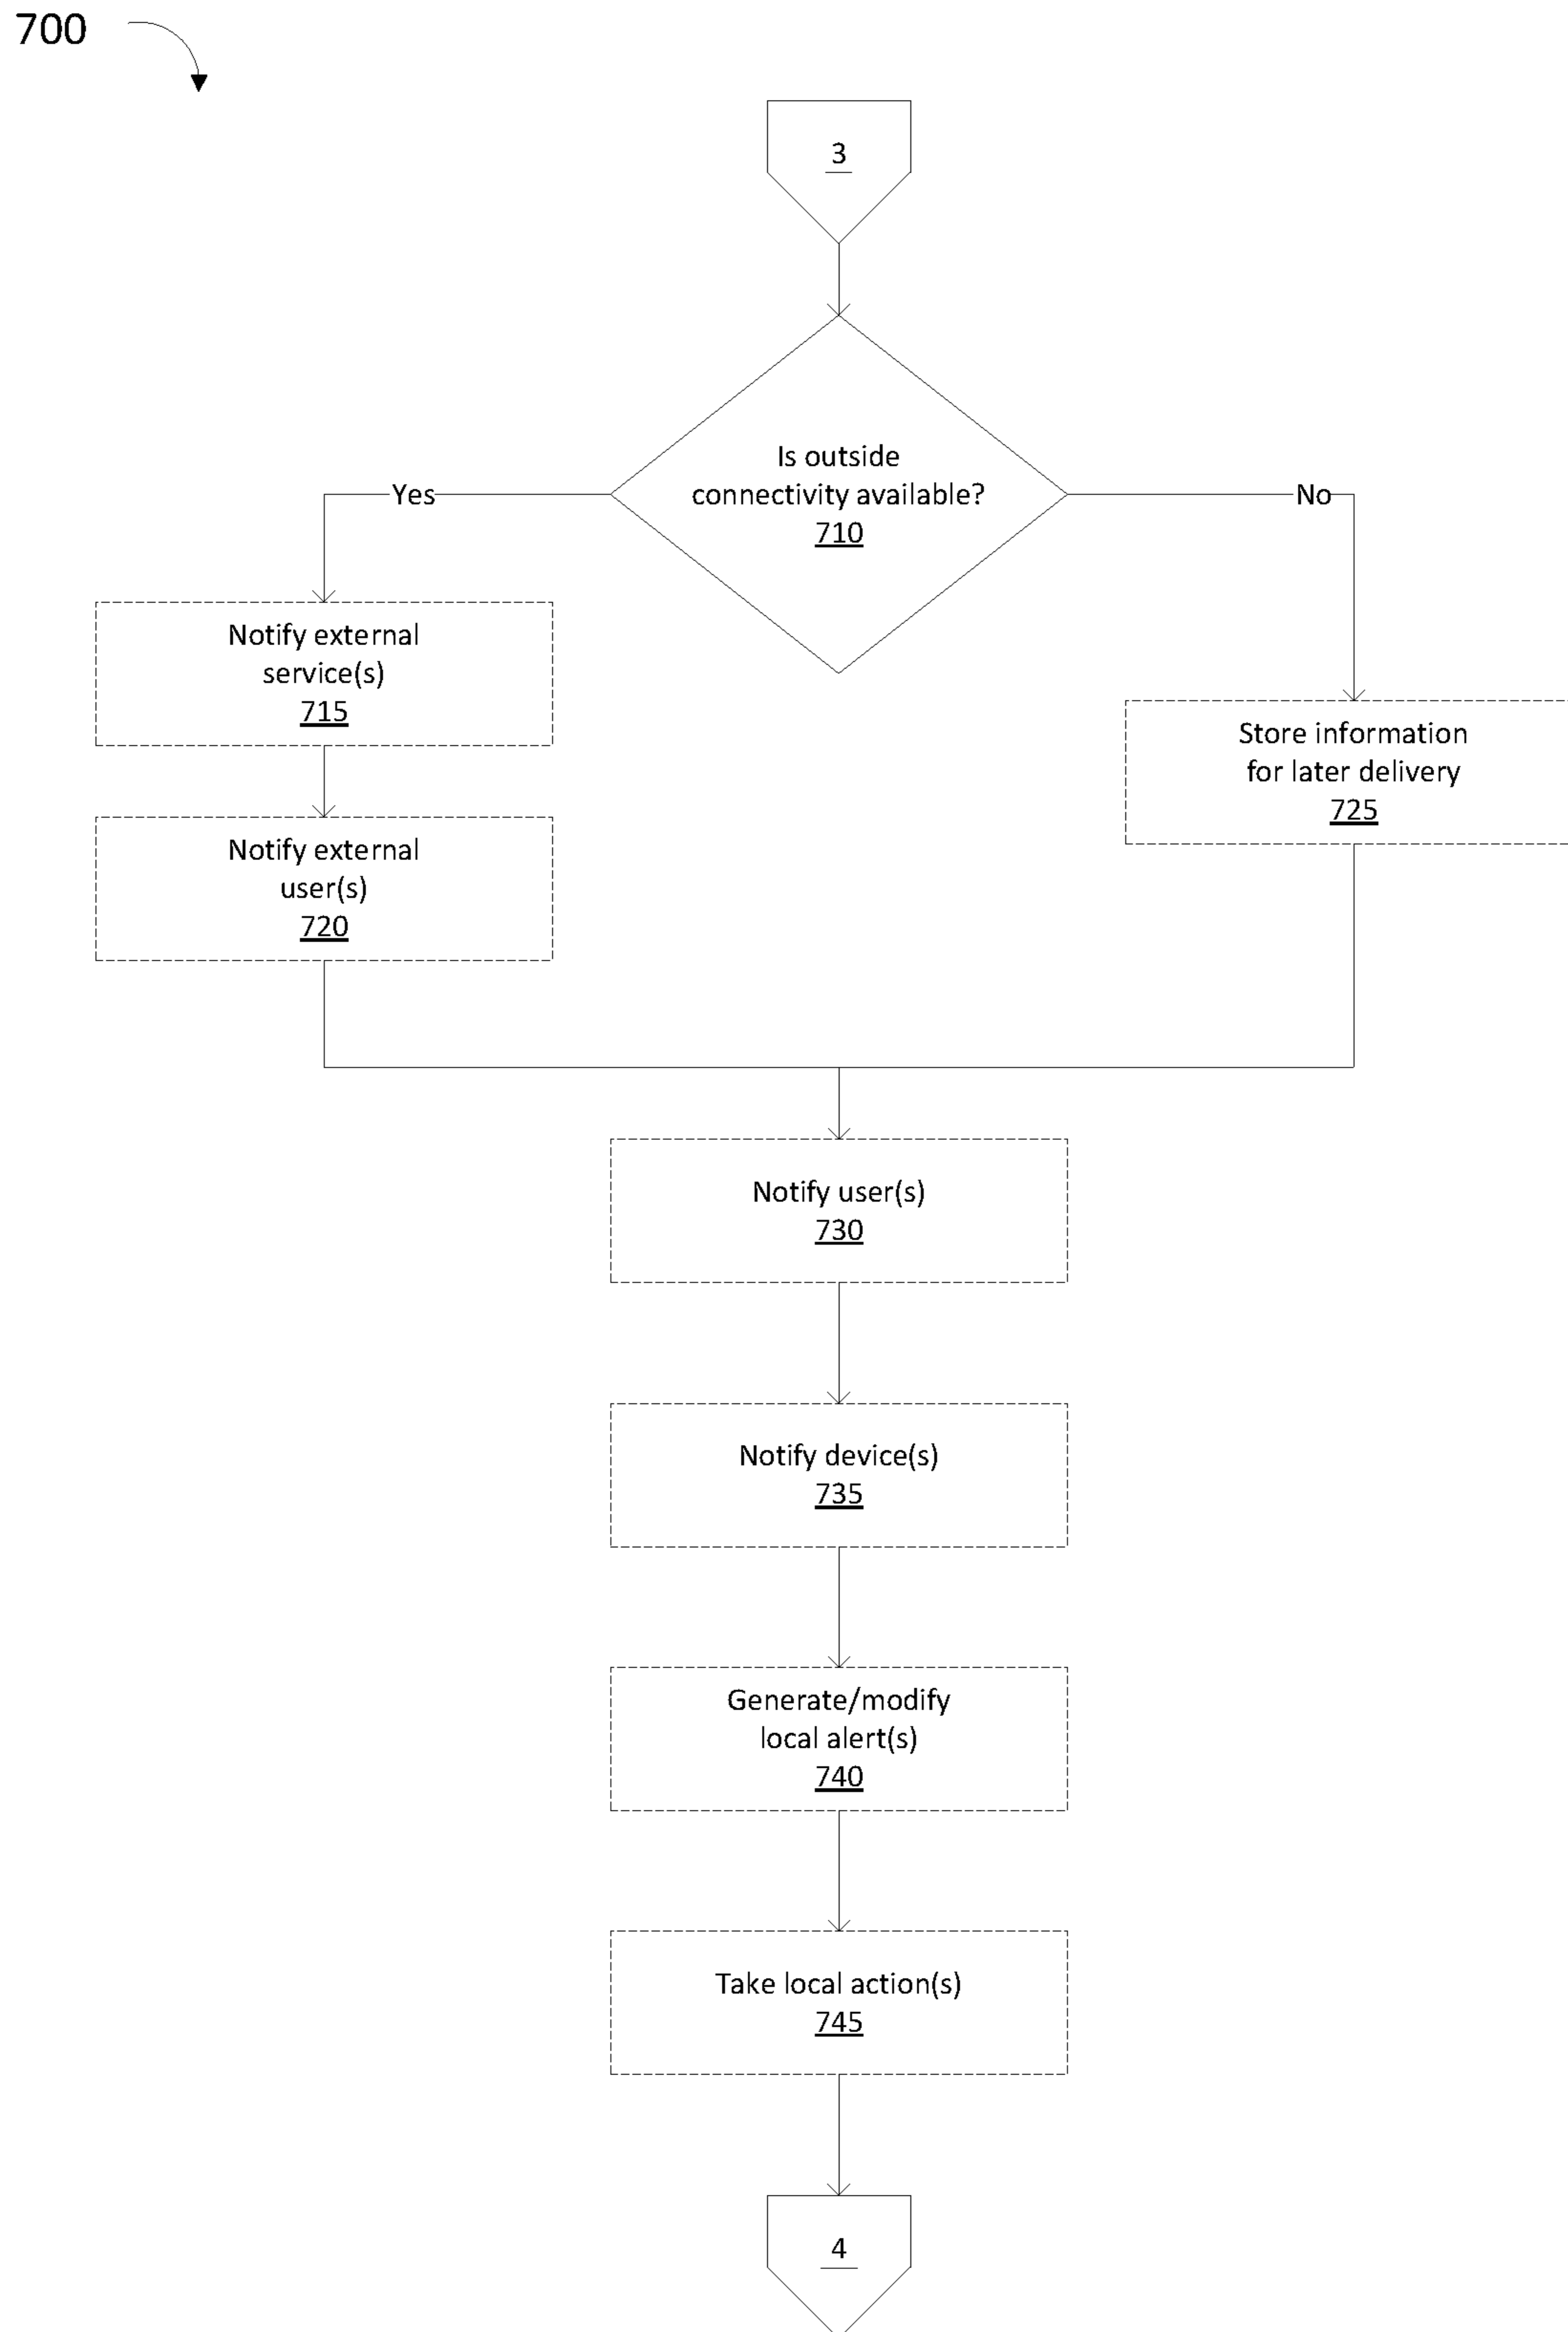 700
3
Is outside
connectivity available?
710
Yes
No
Notify external
service(s)
715
Notify external
user(s)
720
Store information
for later delivery
725
Notify user(s)
730
Notify device(s)
735
Generate/modify
local alert(s)
740
Take local action(s)
745
4